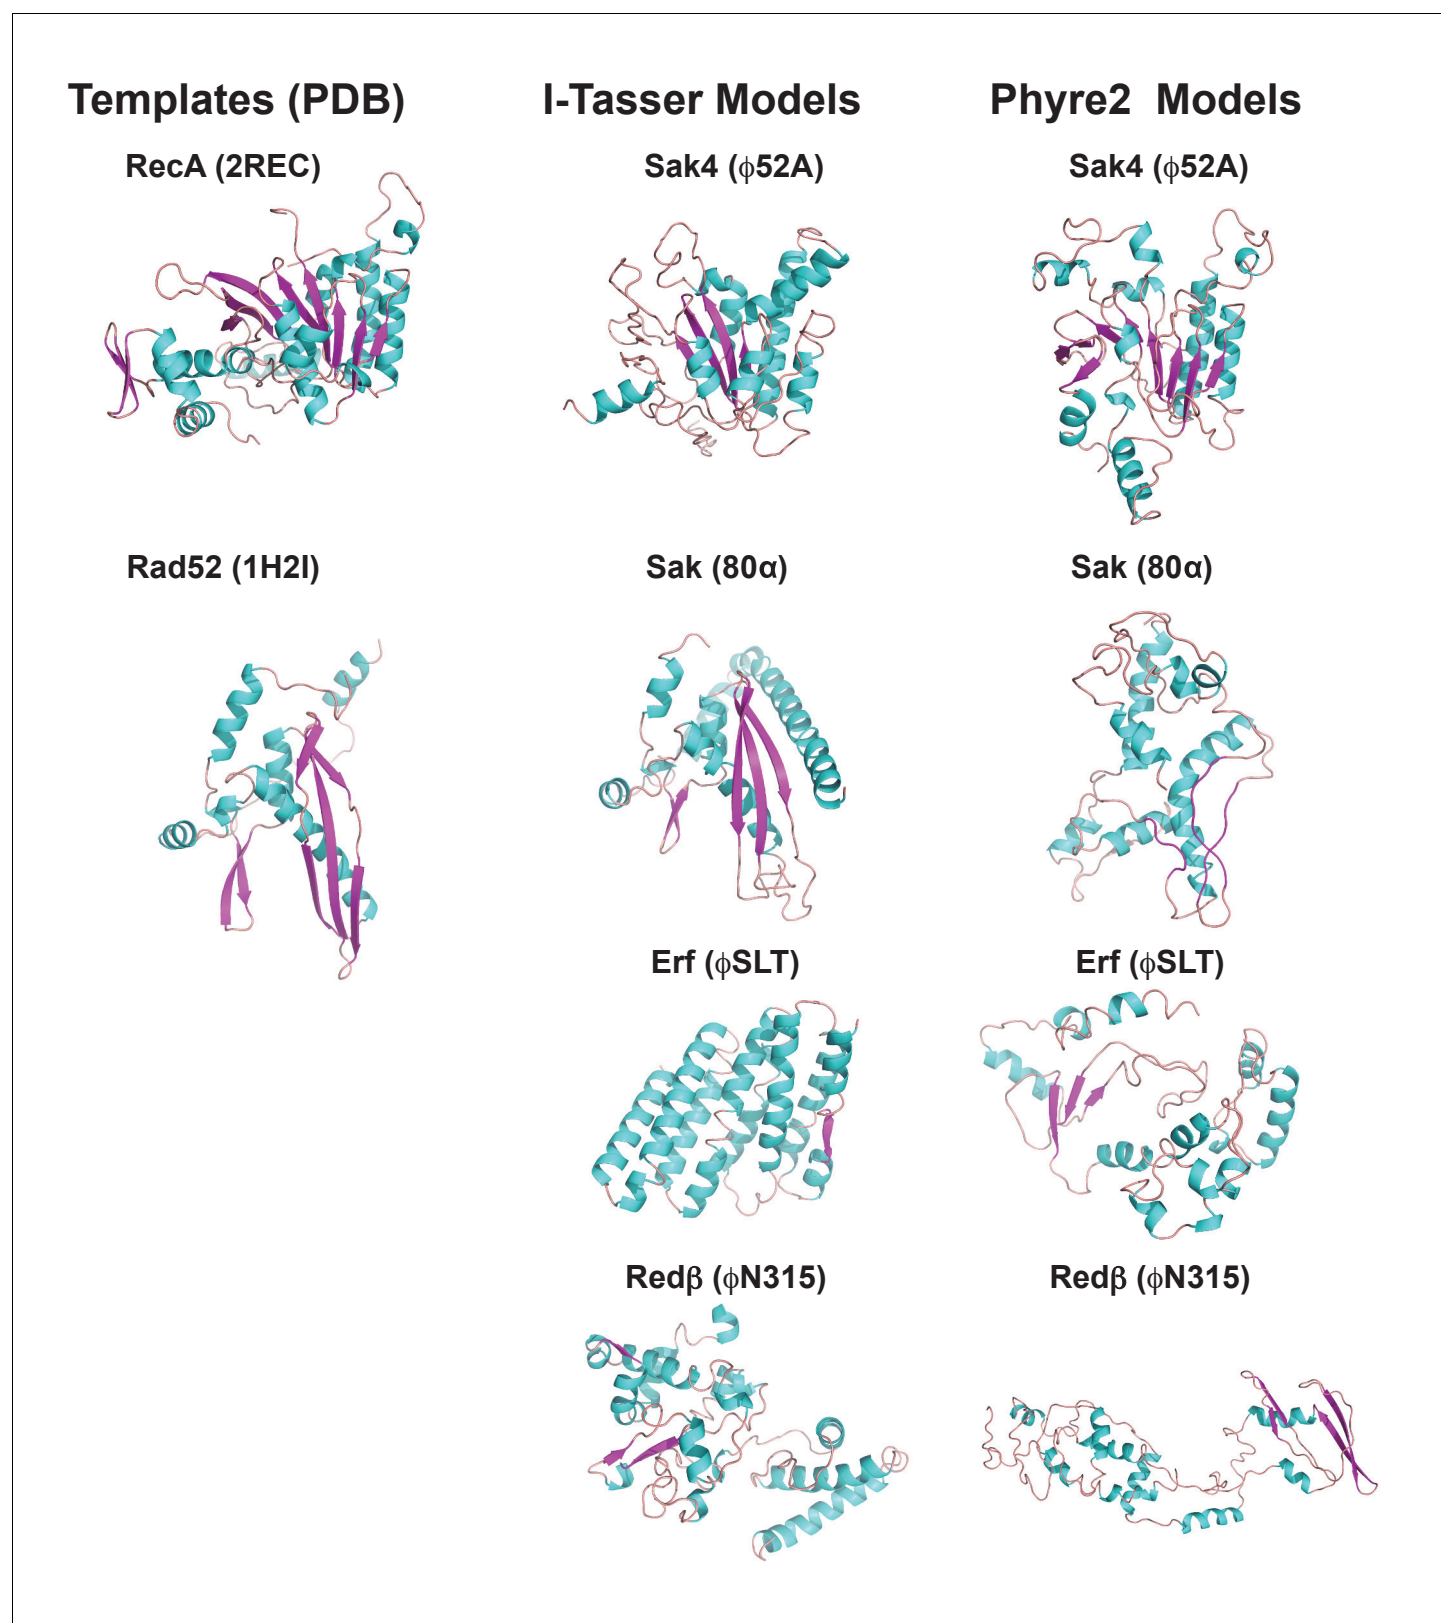 Templates (PDB)
I-Tasser Models
Phyre2 Models
RecA (2REC)
Sak4 (ϕ52A)
Sak4 (ϕ52A)
Rad52 (1H2I)
Sak (80α)
Sak (80α)
Erf (ϕSLT)
Erf (ϕSLT)
Redβ (ϕN315)
Redβ (ϕN315)